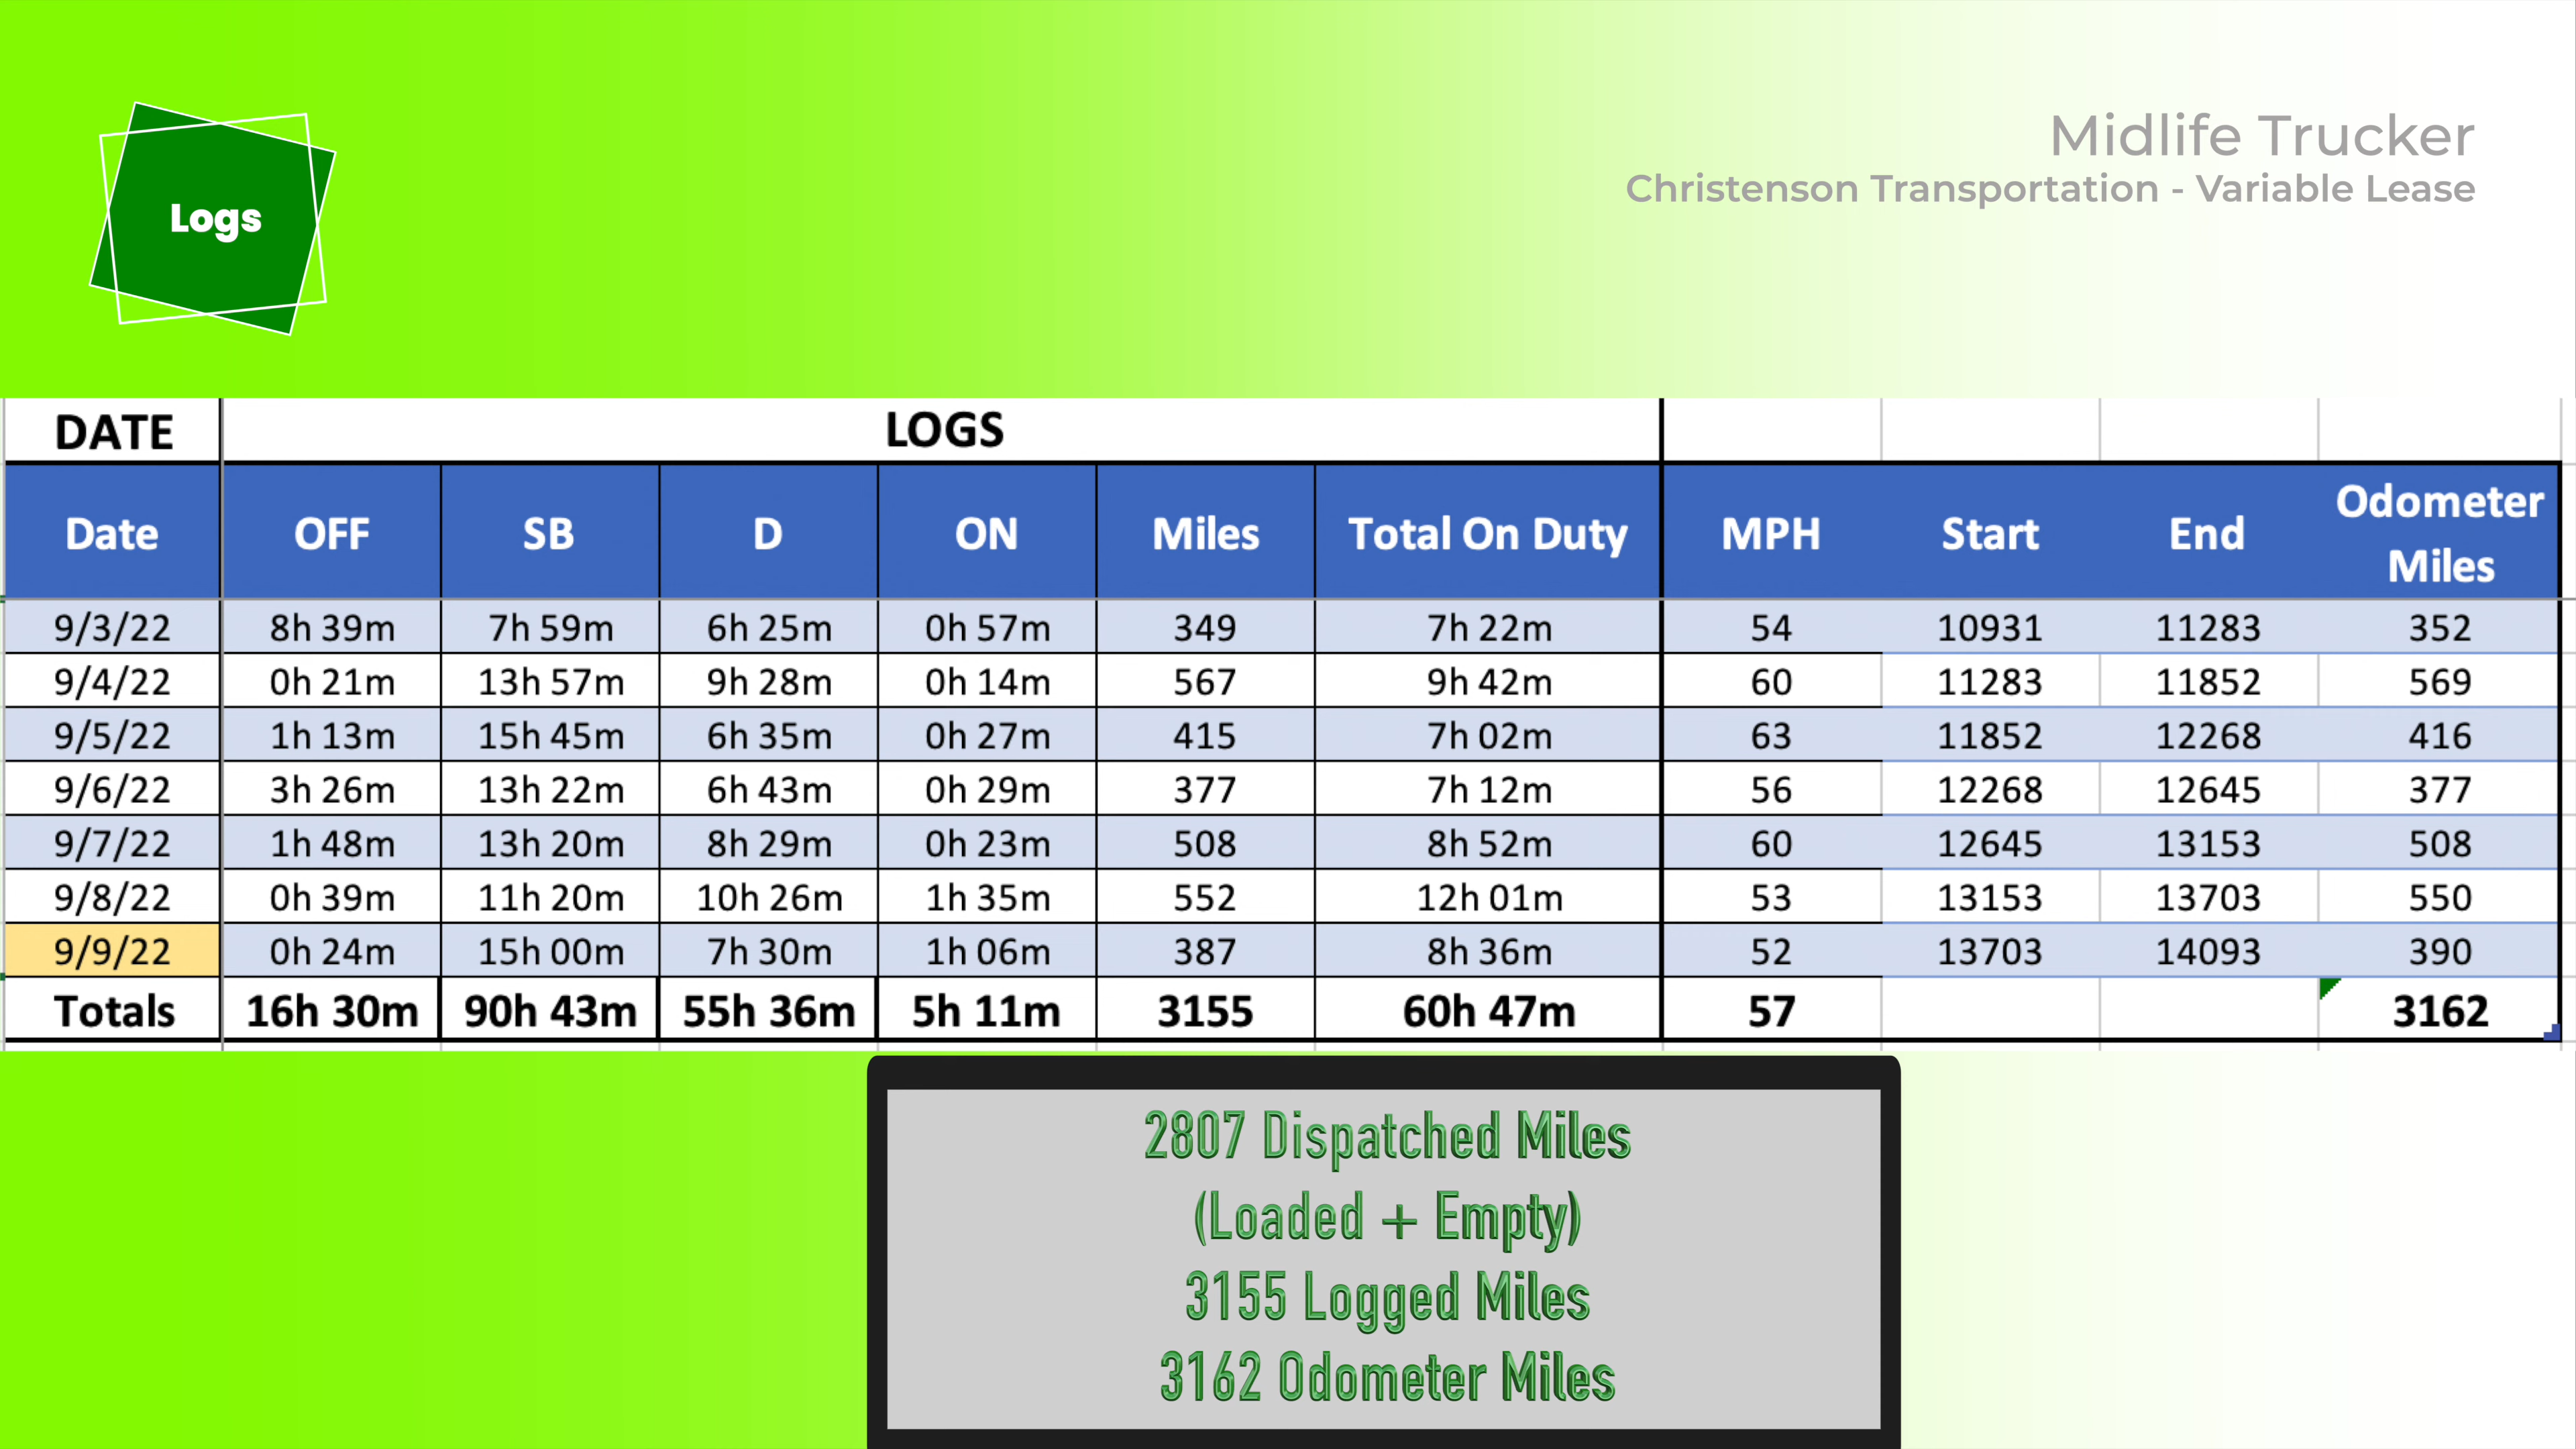 Logs
Midlife Trucker
Christenson Transportation - Variable Lease
DATE LOGS
Date OFF SB D ON Miles Total On Duty MPH Start End Odometer Miles
9/3/22 8h 39m 7h 59m 6h 25m 0h 57m 349 7h 22m 54 10931 11283 352
9/4/22 0h 21m 13h 57m 9h 28m 0h 14m 567 9h 42m 60 11283 11852 569
9/5/22 1h 13m 15h 45m 6h 35m 0h 27m 415 7h 02m 63 11852 12268 416
9/6/22 3h 26m 13h 22m 6h 43m 0h 29m 377 7h 12m 56 12268 12645 377
9/7/22 1h 48m 13h 20m 8h 29m 0h 23m 508 8h 52m 60 12645 13153 508
9/8/22 0h 39m 11h 20m 10h 26m 1h 35m 552 12h 01m 53 13153 13703 550
9/9/22 0h 24m 15h 00m 7h 30m 1h 06m 387 8h 36m 52 13703 14093 390
Totals 16h 30m 90h 43m 55h 36m 5h 11m 3155 60h 47m 57 3162
2807 Dispatched Miles
(Loaded + Empty)
3155 Logged Miles
3162 Odometer Miles